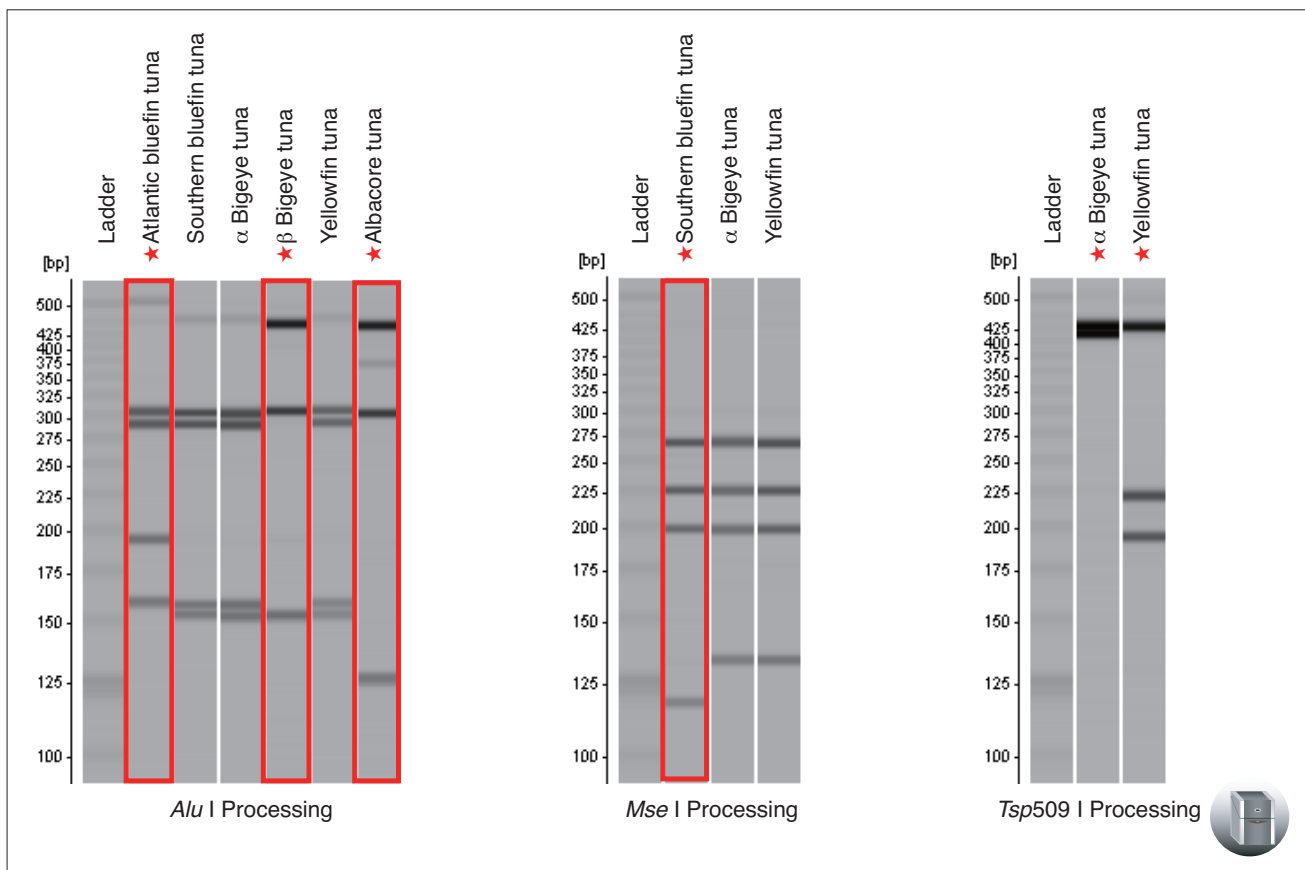 Ladder
★Atlantic bluefin tuna
Southern bluefin tuna
α Bigeye tuna
★β Bigeye tuna
Yellowfin tuna
★Albacore tuna
[bp]
500
425
400
375
350
325
300
275
250
225
200
175
150
125
100
Alu I Processing
Ladder
★Southern bluefin tuna
α Bigeye tuna
Yellowfin tuna
[bp]
500
425
400
375
350
325
300
275
250
225
200
175
150
125
100
Mse I Processing
Ladder
★α Bigeye tuna
★Yellowfin tuna
[bp]
500
425
400
375
350
325
300
275
250
225
200
175
150
125
100
Tsp509 I Processing